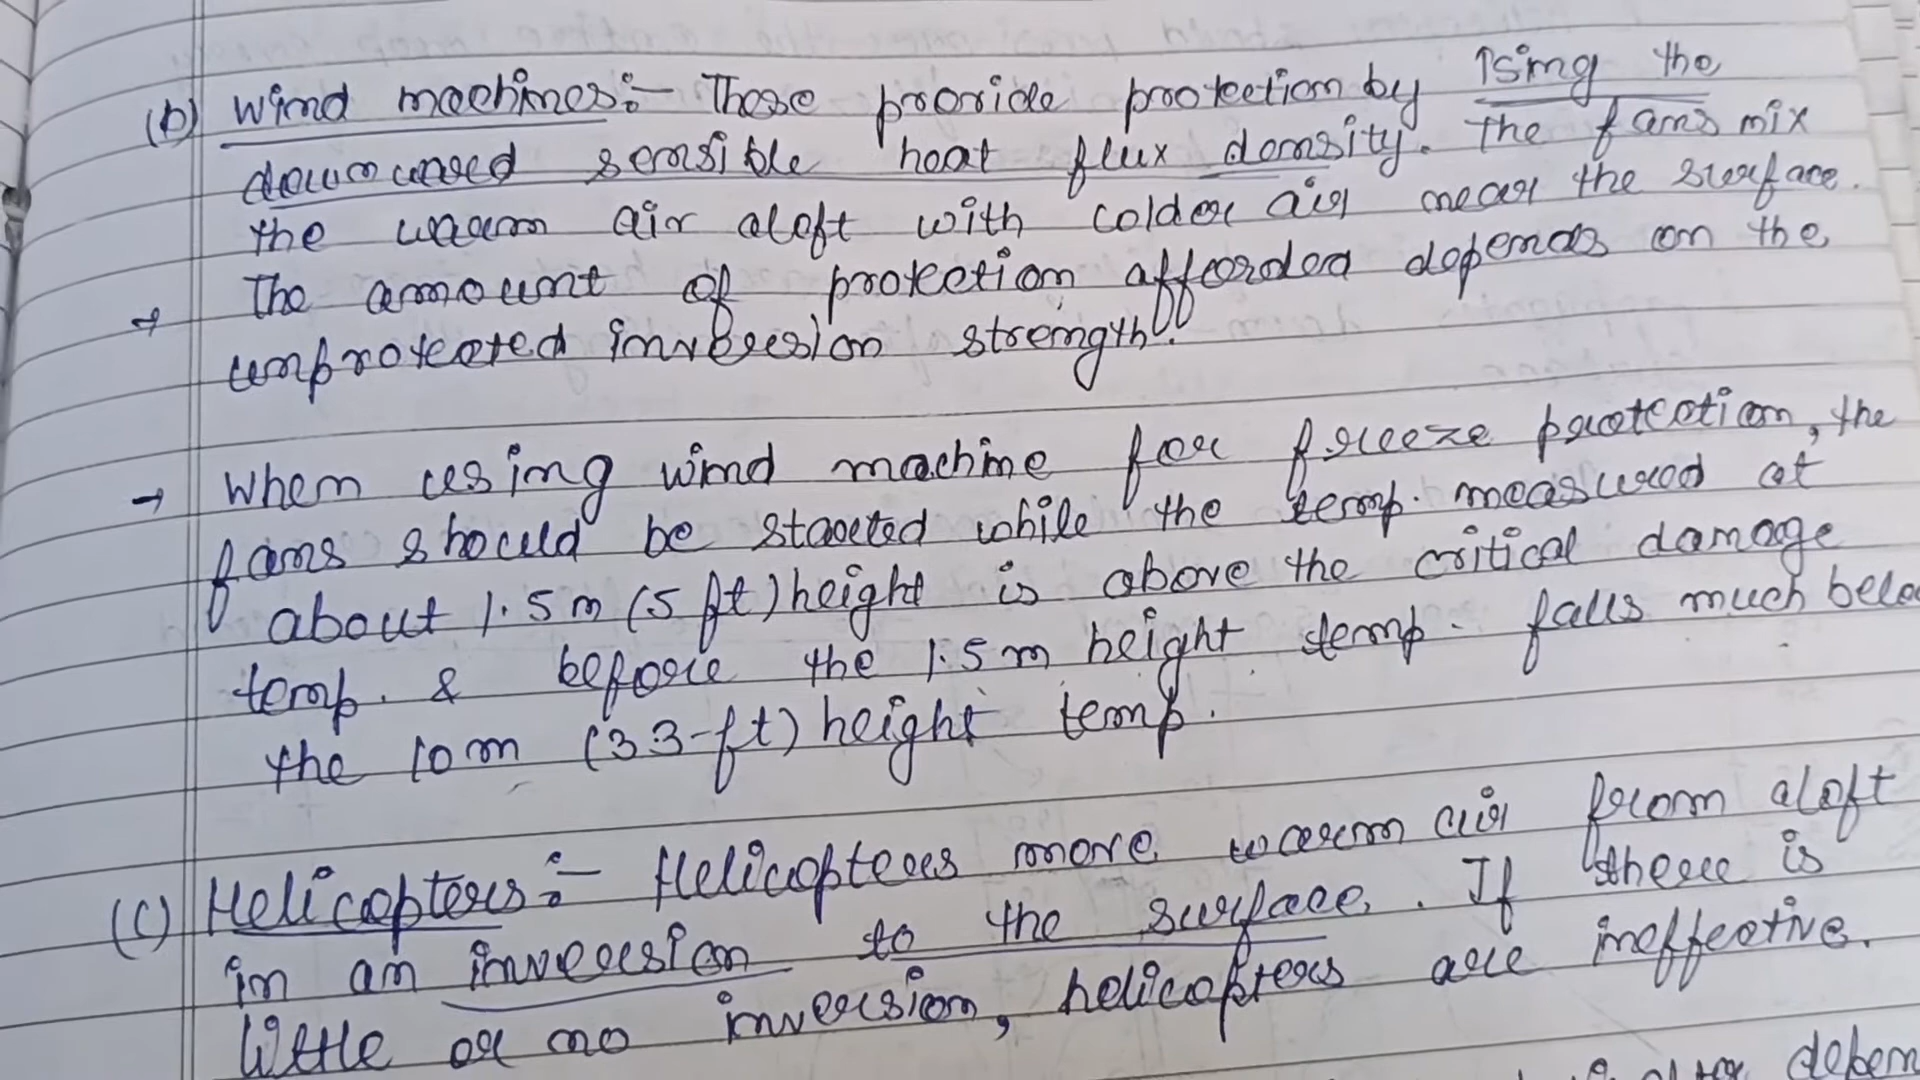 (b) Wind machines:- These provide protection by ↑sing the
downward sensible heat flux density. The fans mix
the warm air aloft with colder air near the surface.
→ The amount of protection afforded depends on the
unprotected inversion strength.
→ When using wind machine for freeze protection, the
fans should be started while the temp. measured at
about 1.5m (5 ft) height is above the critical damage
temp. & before the 1.5m height temp. falls much below
the 10m (33-ft) height temp.
(c) Helicopters:- Helicopters move warm air from aloft
in an inversion to the surface. If there is
little or no inversion, helicopters are ineffective.